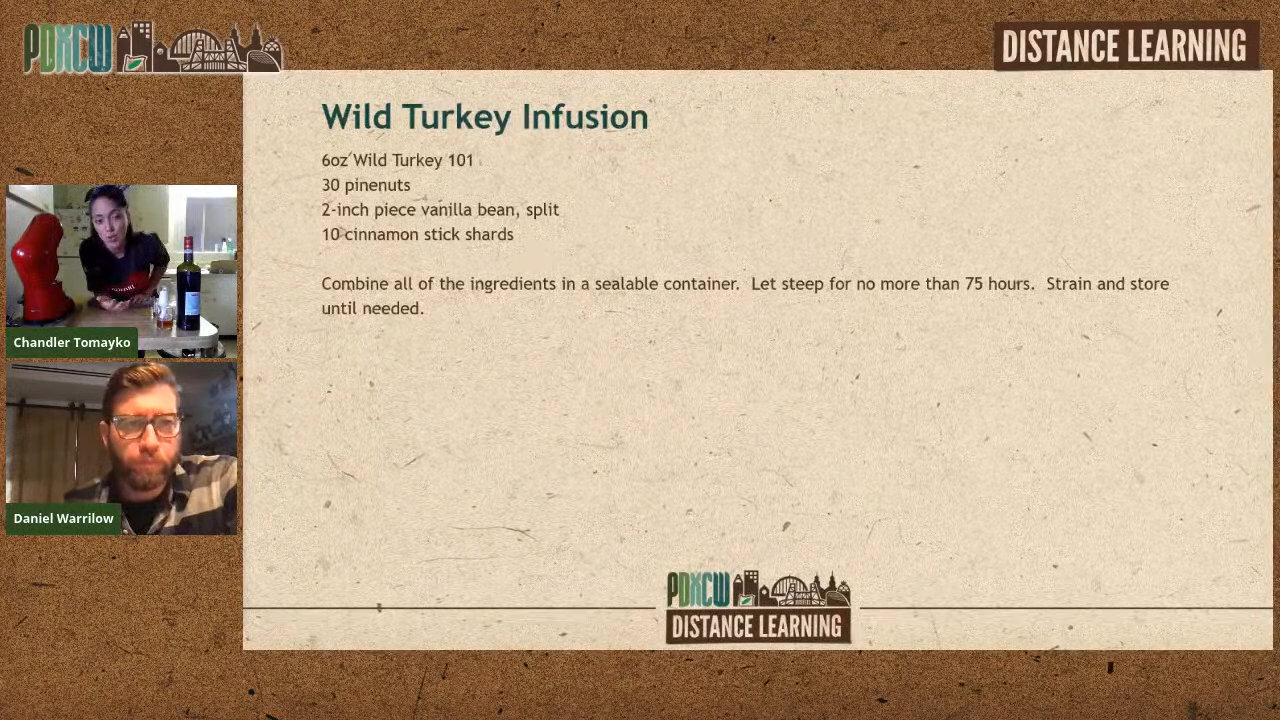 PDXCW
DISTANCE LEARNING
Wild Turkey Infusion
6oz Wild Turkey 101
30 pinenuts
2-inch piece vanilla bean, split
10 cinnamon stick shards
Combine all of the ingredients in a sealable container. Let steep for no more than 75 hours. Strain and store
until needed.
Chandler Tomayko
Daniel Warrilow
PDXCW
DISTANCE LEARNING